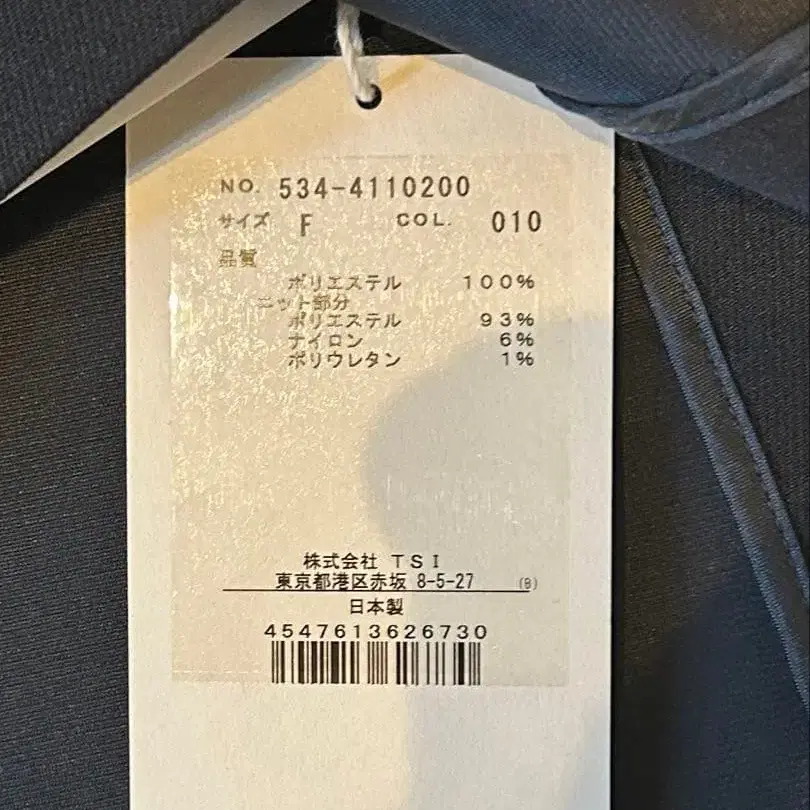 NO. 534-4110200
サイズ F COL. 010
品質
ポリエステル 100%
ニット部分
ポリエステル 93%
ナイロン 6%
ポリウレタン 1%
株式会社 TSI
東京都港区赤坂 8-5-27 (B)
日本製
4547613626730